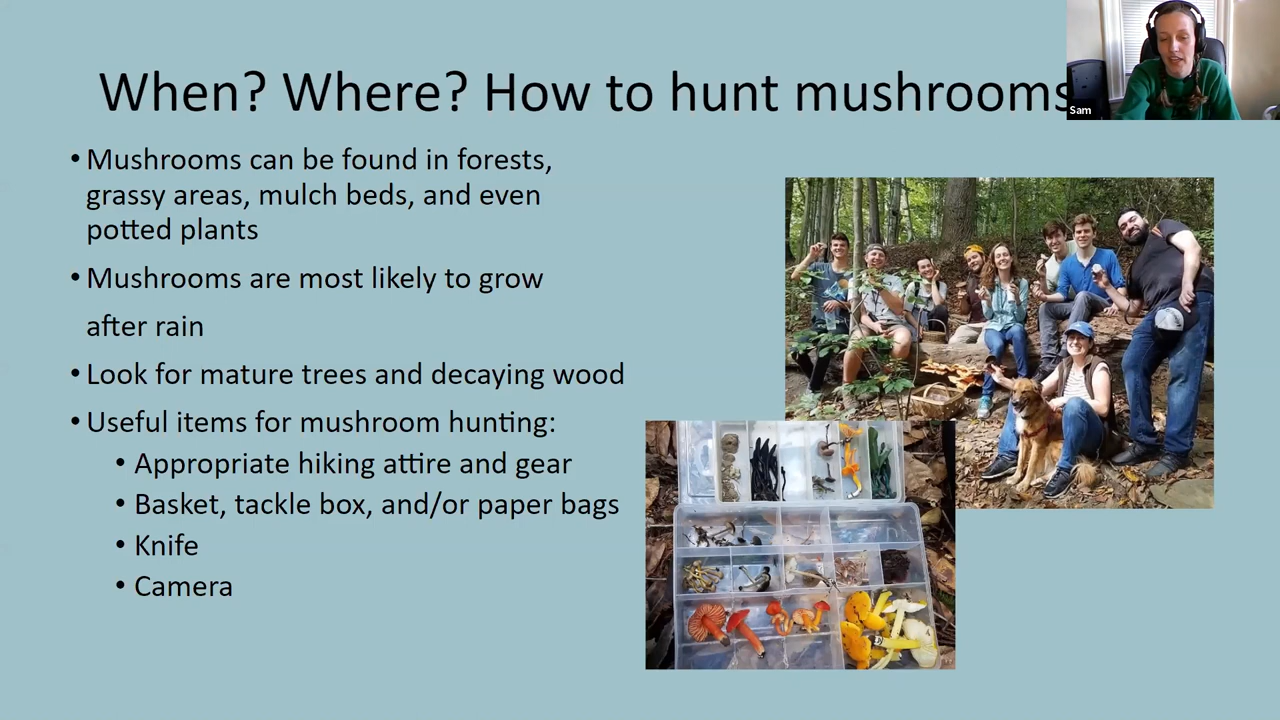 When? Where? How to hunt mushrooms
Sam
• Mushrooms can be found in forests,
grassy areas, mulch beds, and even
potted plants
• Mushrooms are most likely to grow
after rain
• Look for mature trees and decaying wood
• Useful items for mushroom hunting:
• Appropriate hiking attire and gear
• Basket, tackle box, and/or paper bags
• Knife
• Camera